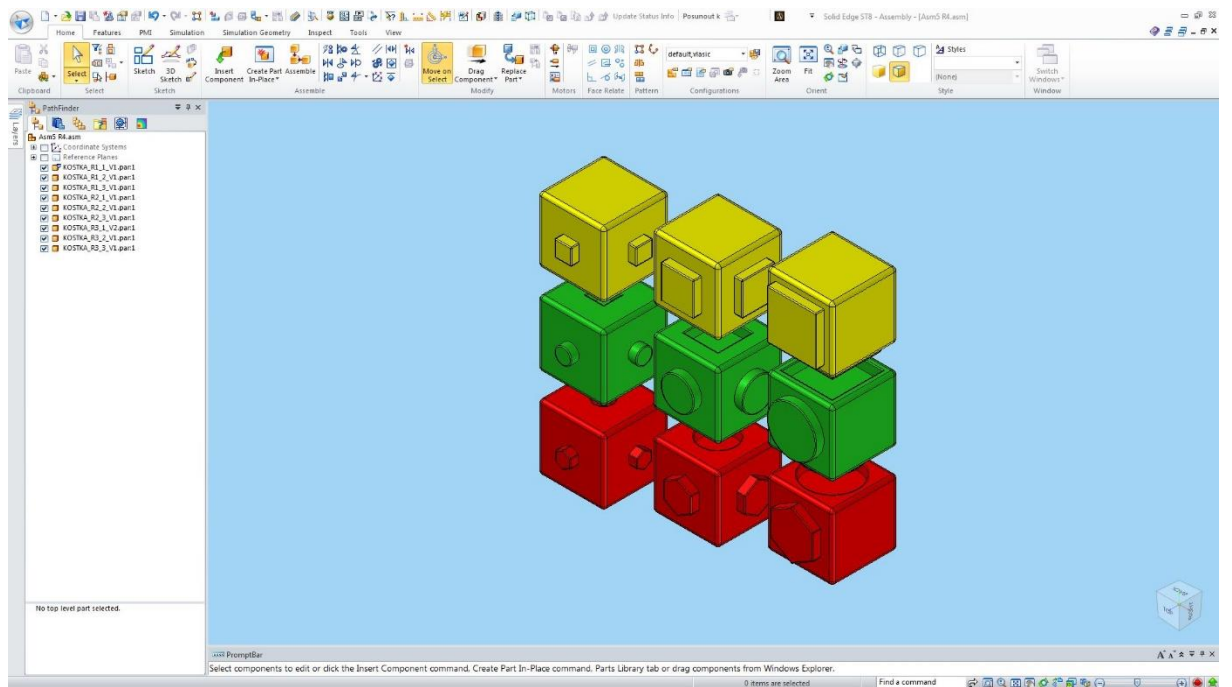 Update Status Info Posunout k
Solid Edge ST8 - Assembly - [Asm5 R4.asm]
Home Features PMI Simulation Simulation Geometry Inspect Tools View
Paste
Select
Sketch
3D Sketch
Insert Component
Create Part In-Place
Assemble
Move on Select
Drag Component
Replace Part
default,vlasic
Zoom Area
Fit
Styles
(None)
Switch Windows
Clipboard Select Sketch Assemble Modify Motors Face Relate Pattern Configurations Orient Style Window
Layers
PathFinder
Asm5 R4.asm
Coordinate Systems
Reference Planes
KOSTKA_R1_1_V1.par:1
KOSTKA_R1_2_V1.par:1
KOSTKA_R1_3_V1.par:1
KOSTKA_R2_1_V1.par:1
KOSTKA_R2_2_V1.par:1
KOSTKA_R2_3_V1.par:1
KOSTKA_R3_1_V2.par:1
KOSTKA_R3_2_V1.par:1
KOSTKA_R3_3_V1.par:1
No top level part selected.
PromptBar
Select components to edit or click the Insert Component command, Create Part In-Place command, Parts Library tab or drag components from Windows Explorer.
0 items are selected
Find a command